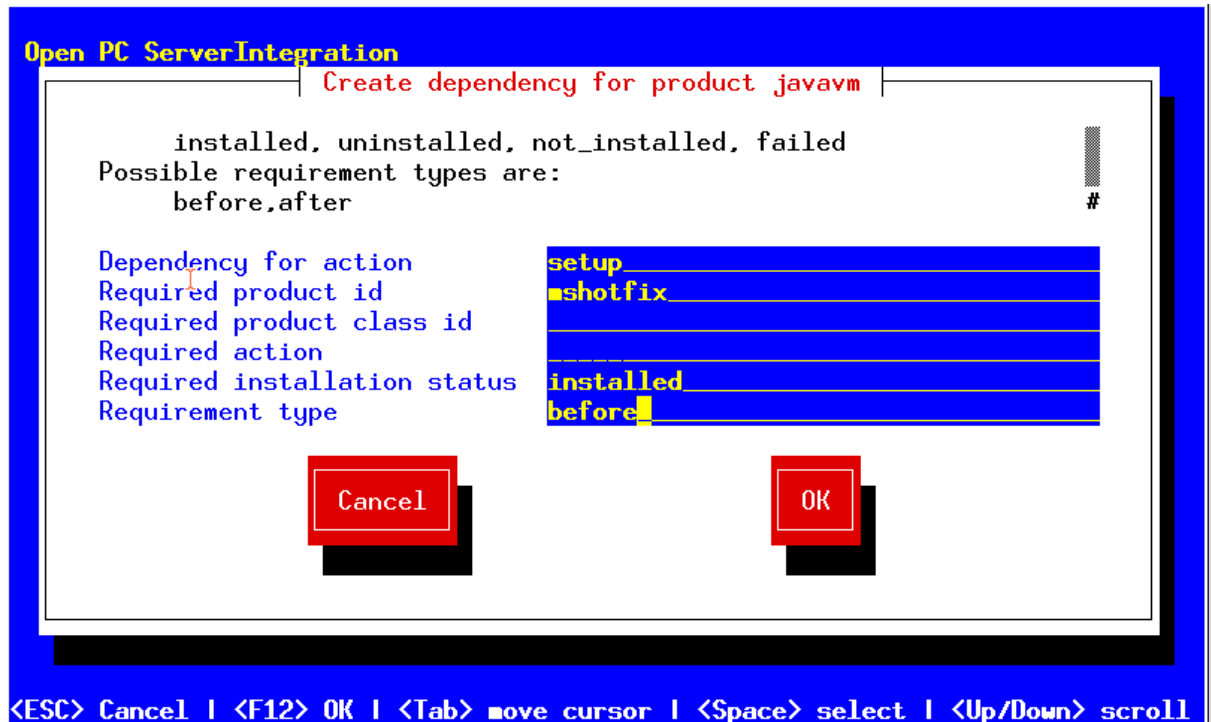 Open PC ServerIntegration
Create dependency for product javavm
installed, uninstalled, not_installed, failed
Possible requirement types are:
before,after
#
Dependency for action setup
Required product id mshotfix
Required product class id
Required action
Required installation status installed
Requirement type before
Cancel OK
<ESC> Cancel | <F12> OK | <Tab> move cursor | <Space> select | <Up/Down> scroll